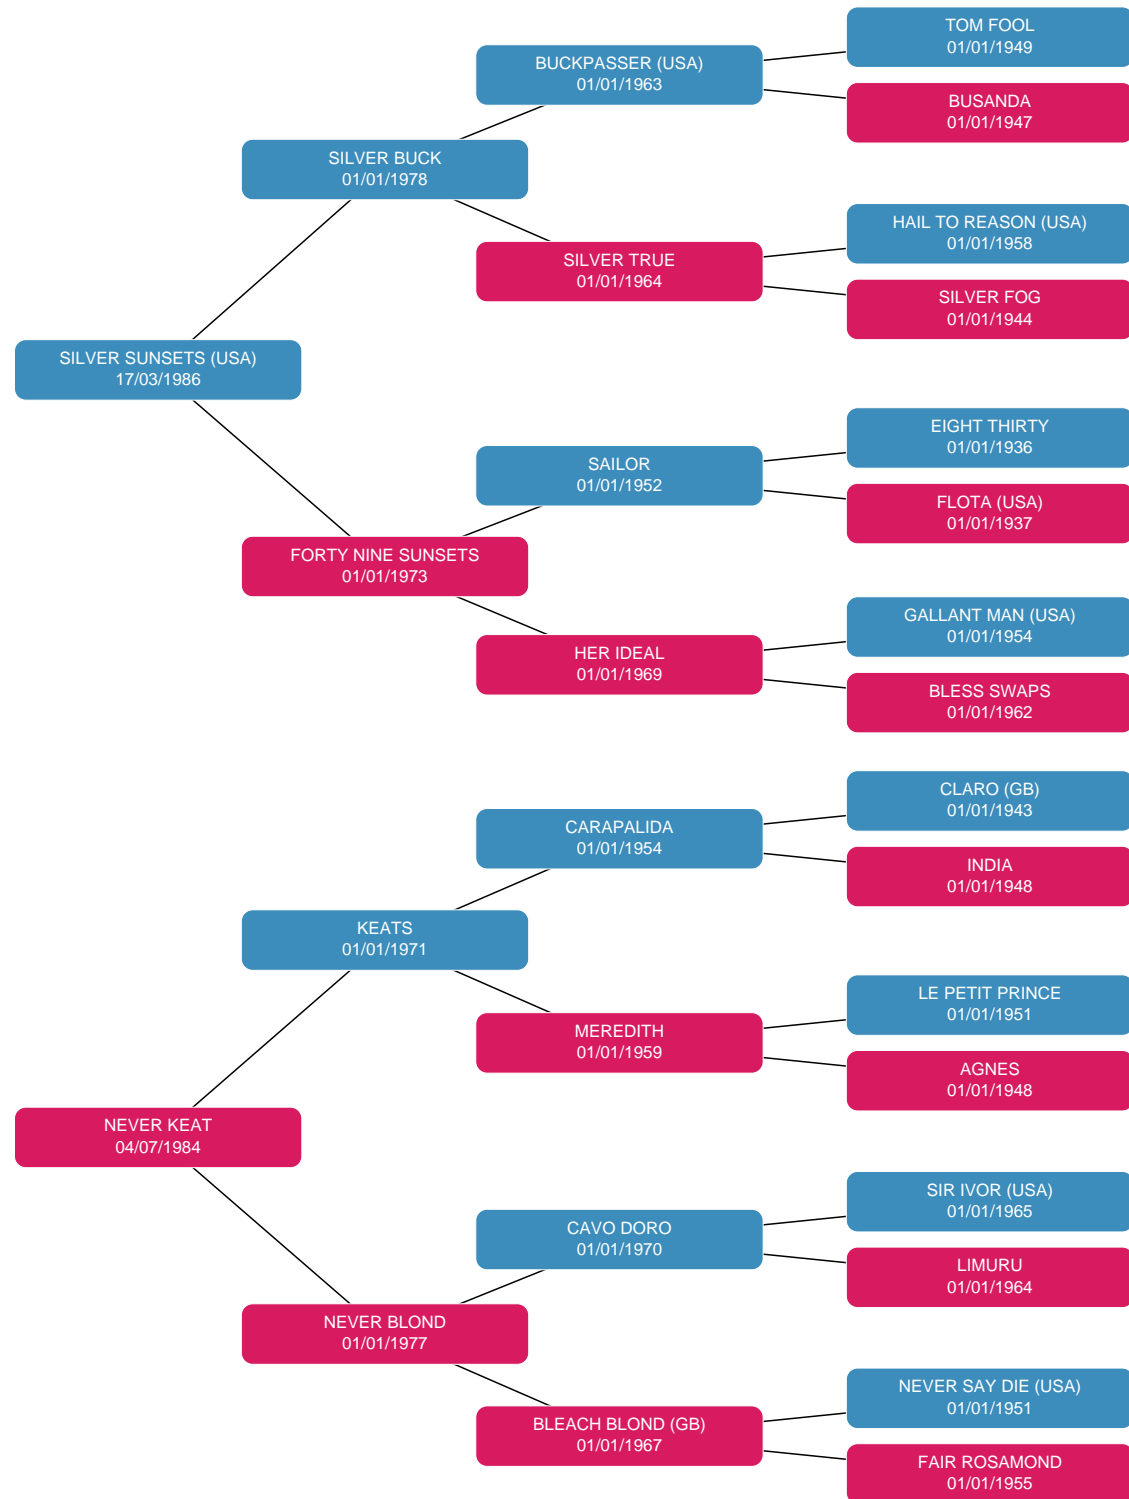 TOM FOOL
01/01/1949
BUCKPASSER (USA)
01/01/1963
BUSANDA
01/01/1947
SILVER BUCK
01/01/1978
HAIL TO REASON (USA)
01/01/1958
SILVER TRUE
01/01/1964
SILVER FOG
01/01/1944
SILVER SUNSETS (USA)
17/03/1986
EIGHT THIRTY
01/01/1936
SAILOR
01/01/1952
FLOTA (USA)
01/01/1937
FORTY NINE SUNSETS
01/01/1973
GALLANT MAN (USA)
01/01/1954
HER IDEAL
01/01/1969
BLESS SWAPS
01/01/1962
CLARO (GB)
01/01/1943
CARAPALIDA
01/01/1954
INDIA
01/01/1948
KEATS
01/01/1971
LE PETIT PRINCE
01/01/1951
MEREDITH
01/01/1959
AGNES
01/01/1948
NEVER KEAT
04/07/1984
SIR IVOR (USA)
01/01/1965
CAVO DORO
01/01/1970
LIMURU
01/01/1964
NEVER BLOND
01/01/1977
NEVER SAY DIE (USA)
01/01/1951
BLEACH BLOND (GB)
01/01/1967
FAIR ROSAMOND
01/01/1955